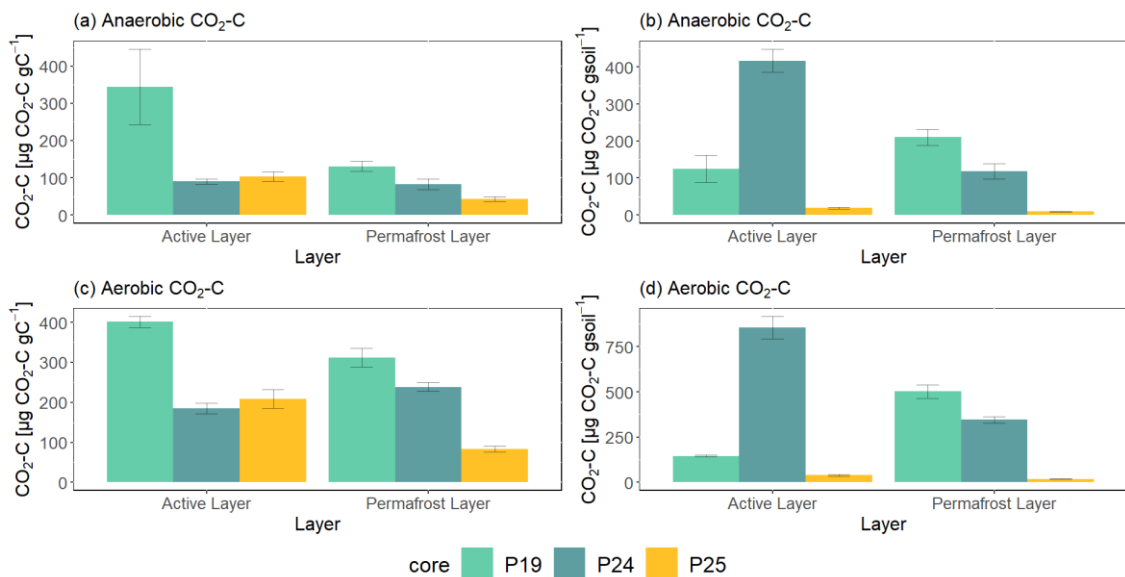 (a) Anaerobic CO₂-C
CO₂-C [µg CO₂-C gC⁻¹]
400
300
200
100
0
Active Layer Permafrost Layer
Layer
(b) Anaerobic CO₂-C
CO₂-C [µg CO₂-C gsoil⁻¹]
400
300
200
100
0
Active Layer Permafrost Layer
Layer
(c) Aerobic CO₂-C
CO₂-C [µg CO₂-C gC⁻¹]
400
300
200
100
0
Active Layer Permafrost Layer
Layer
(d) Aerobic CO₂-C
CO₂-C [µg CO₂-C gsoil⁻¹]
750
500
250
0
Active Layer Permafrost Layer
Layer
core P19 P24 P25